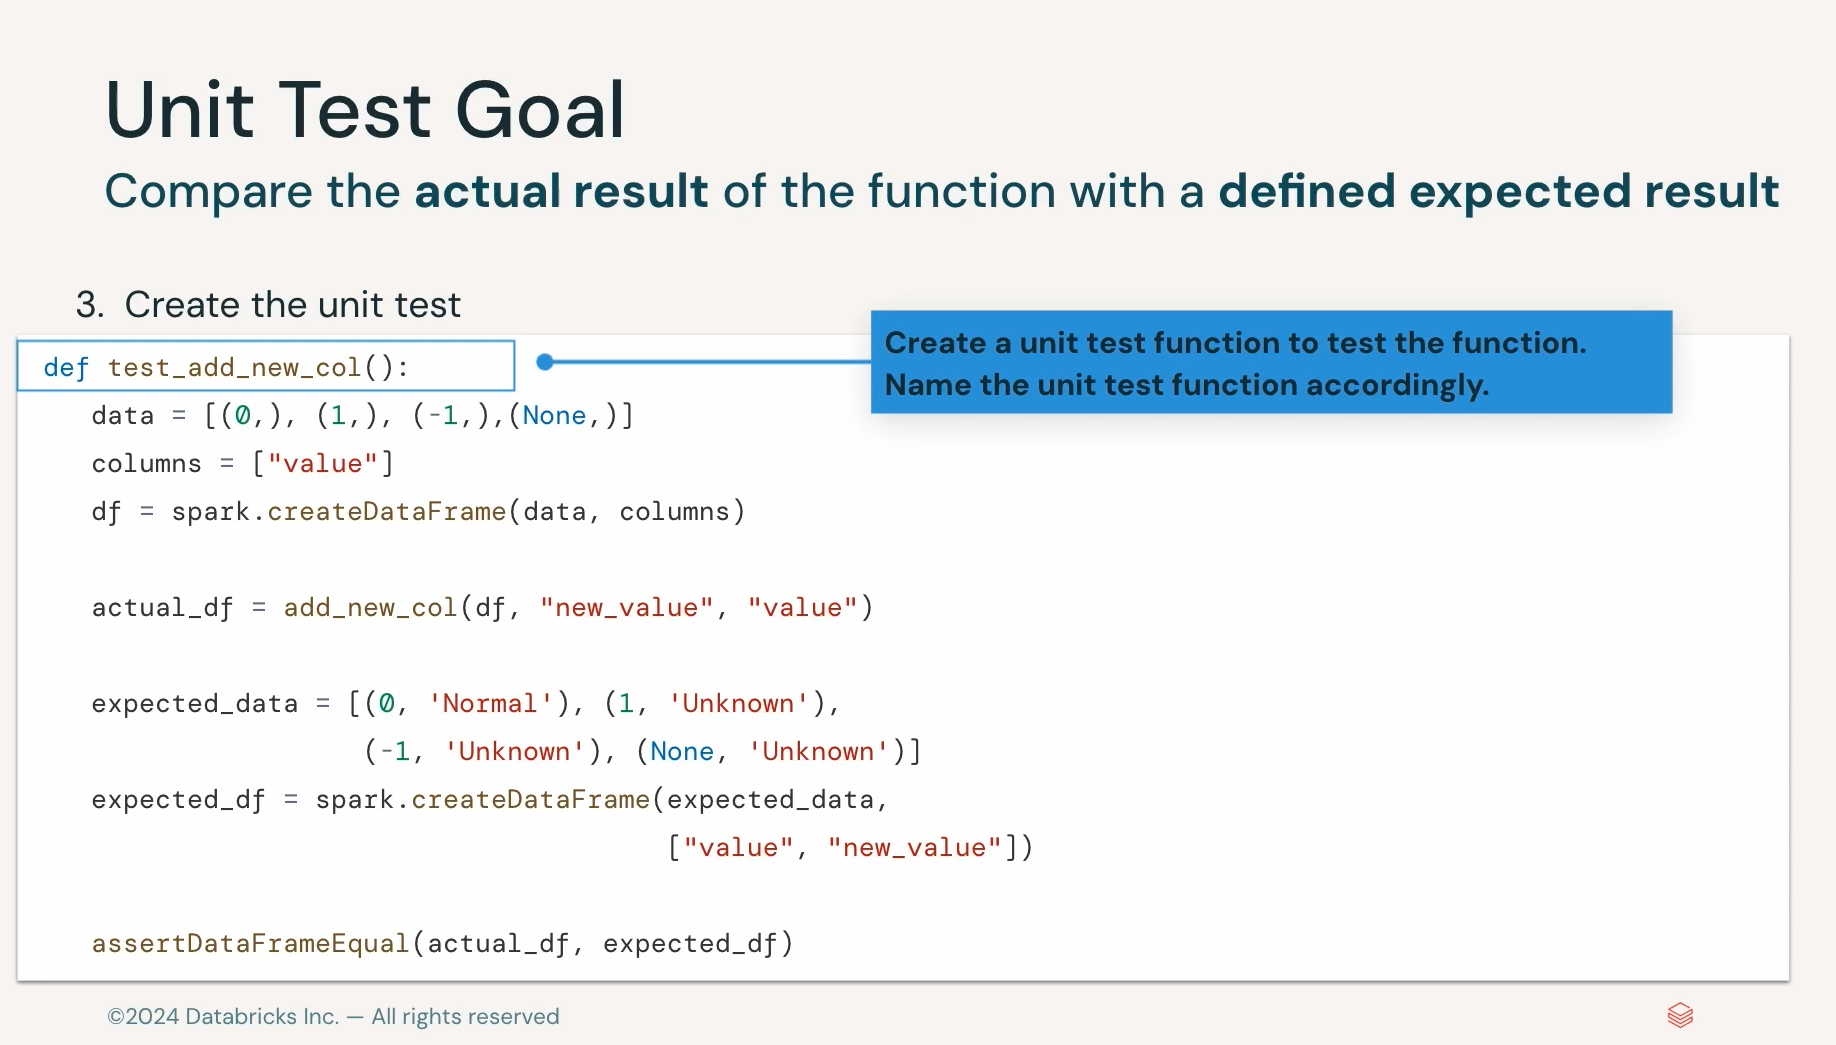 Unit Test Goal
Compare the actual result of the function with a defined expected result
3. Create the unit test
Create a unit test function to test the function.
Name the unit test function accordingly.
def test_add_new_col():
data = [(0,), (1,), (-1,),(None,)]
columns = ["value"]
df = spark.createDataFrame(data, columns)
actual_df = add_new_col(df, "new_value", "value")
expected_data = [(0, 'Normal'), (1, 'Unknown'),
(-1, 'Unknown'), (None, 'Unknown')]
expected_df = spark.createDataFrame(expected_data,
["value", "new_value"])
assertDataFrameEqual(actual_df, expected_df)
©2024 Databricks Inc. — All rights reserved